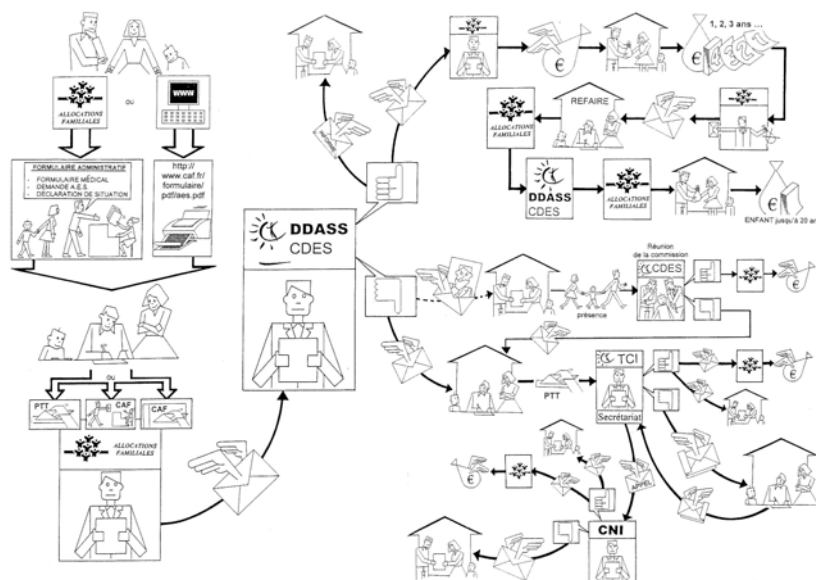 ou
ALLOCATIONS
FAMILIALES
WWW
FORMULAIRE ADMINISTRATIF
- FORMULAIRE MÉDICAL
- DEMANDE A.E.S.
- DÉCLARATION DE SITUATION
http://
www.caf.fr/
formulaire/
pdf/aes.pdf
ou
PTT
CAF
CAF
ALLOCATIONS
FAMILIALES
DDASS
CDES
€
1, 2, 3 ans ...
€
4321
REFAIRE
ALLOCATIONS
FAMILIALES
DDASS
CDES
ALLOCATIONS
FAMILIALES
€
ENFANT jusqu'à 20 an
Réunion
de la commission
présence
CDES
€
PTT
TCI
Secrétariat
€
APPEL
€
CNI